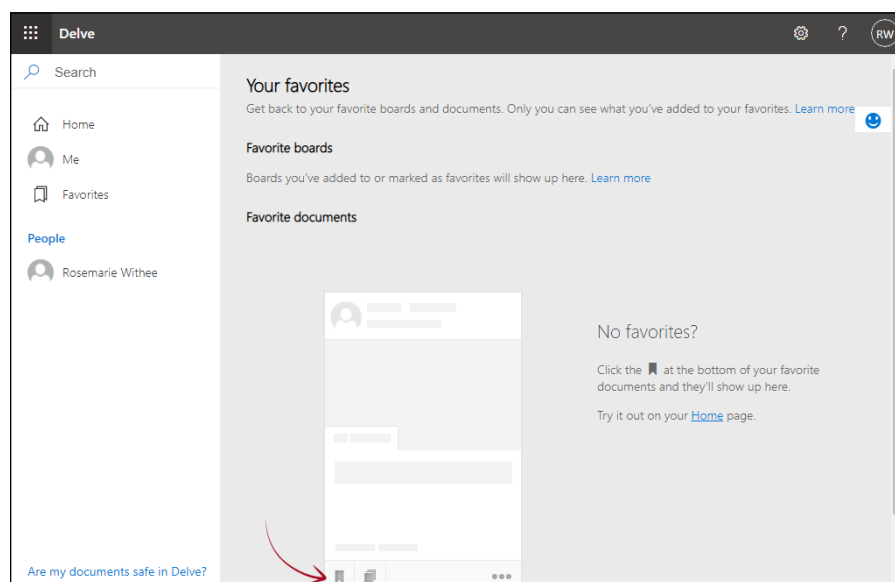 Delve
?
RW
Search
Home
Me
Favorites
People
Rosemarie Withee
Are my documents safe in Delve?
Your favorites
Get back to your favorite boards and documents. Only you can see what you've added to your favorites. Learn more
Favorite boards
Boards you've added to or marked as favorites will show up here. Learn more
Favorite documents
No favorites?
Click the at the bottom of your favorite
documents and they'll show up here.
Try it out on your Home page.